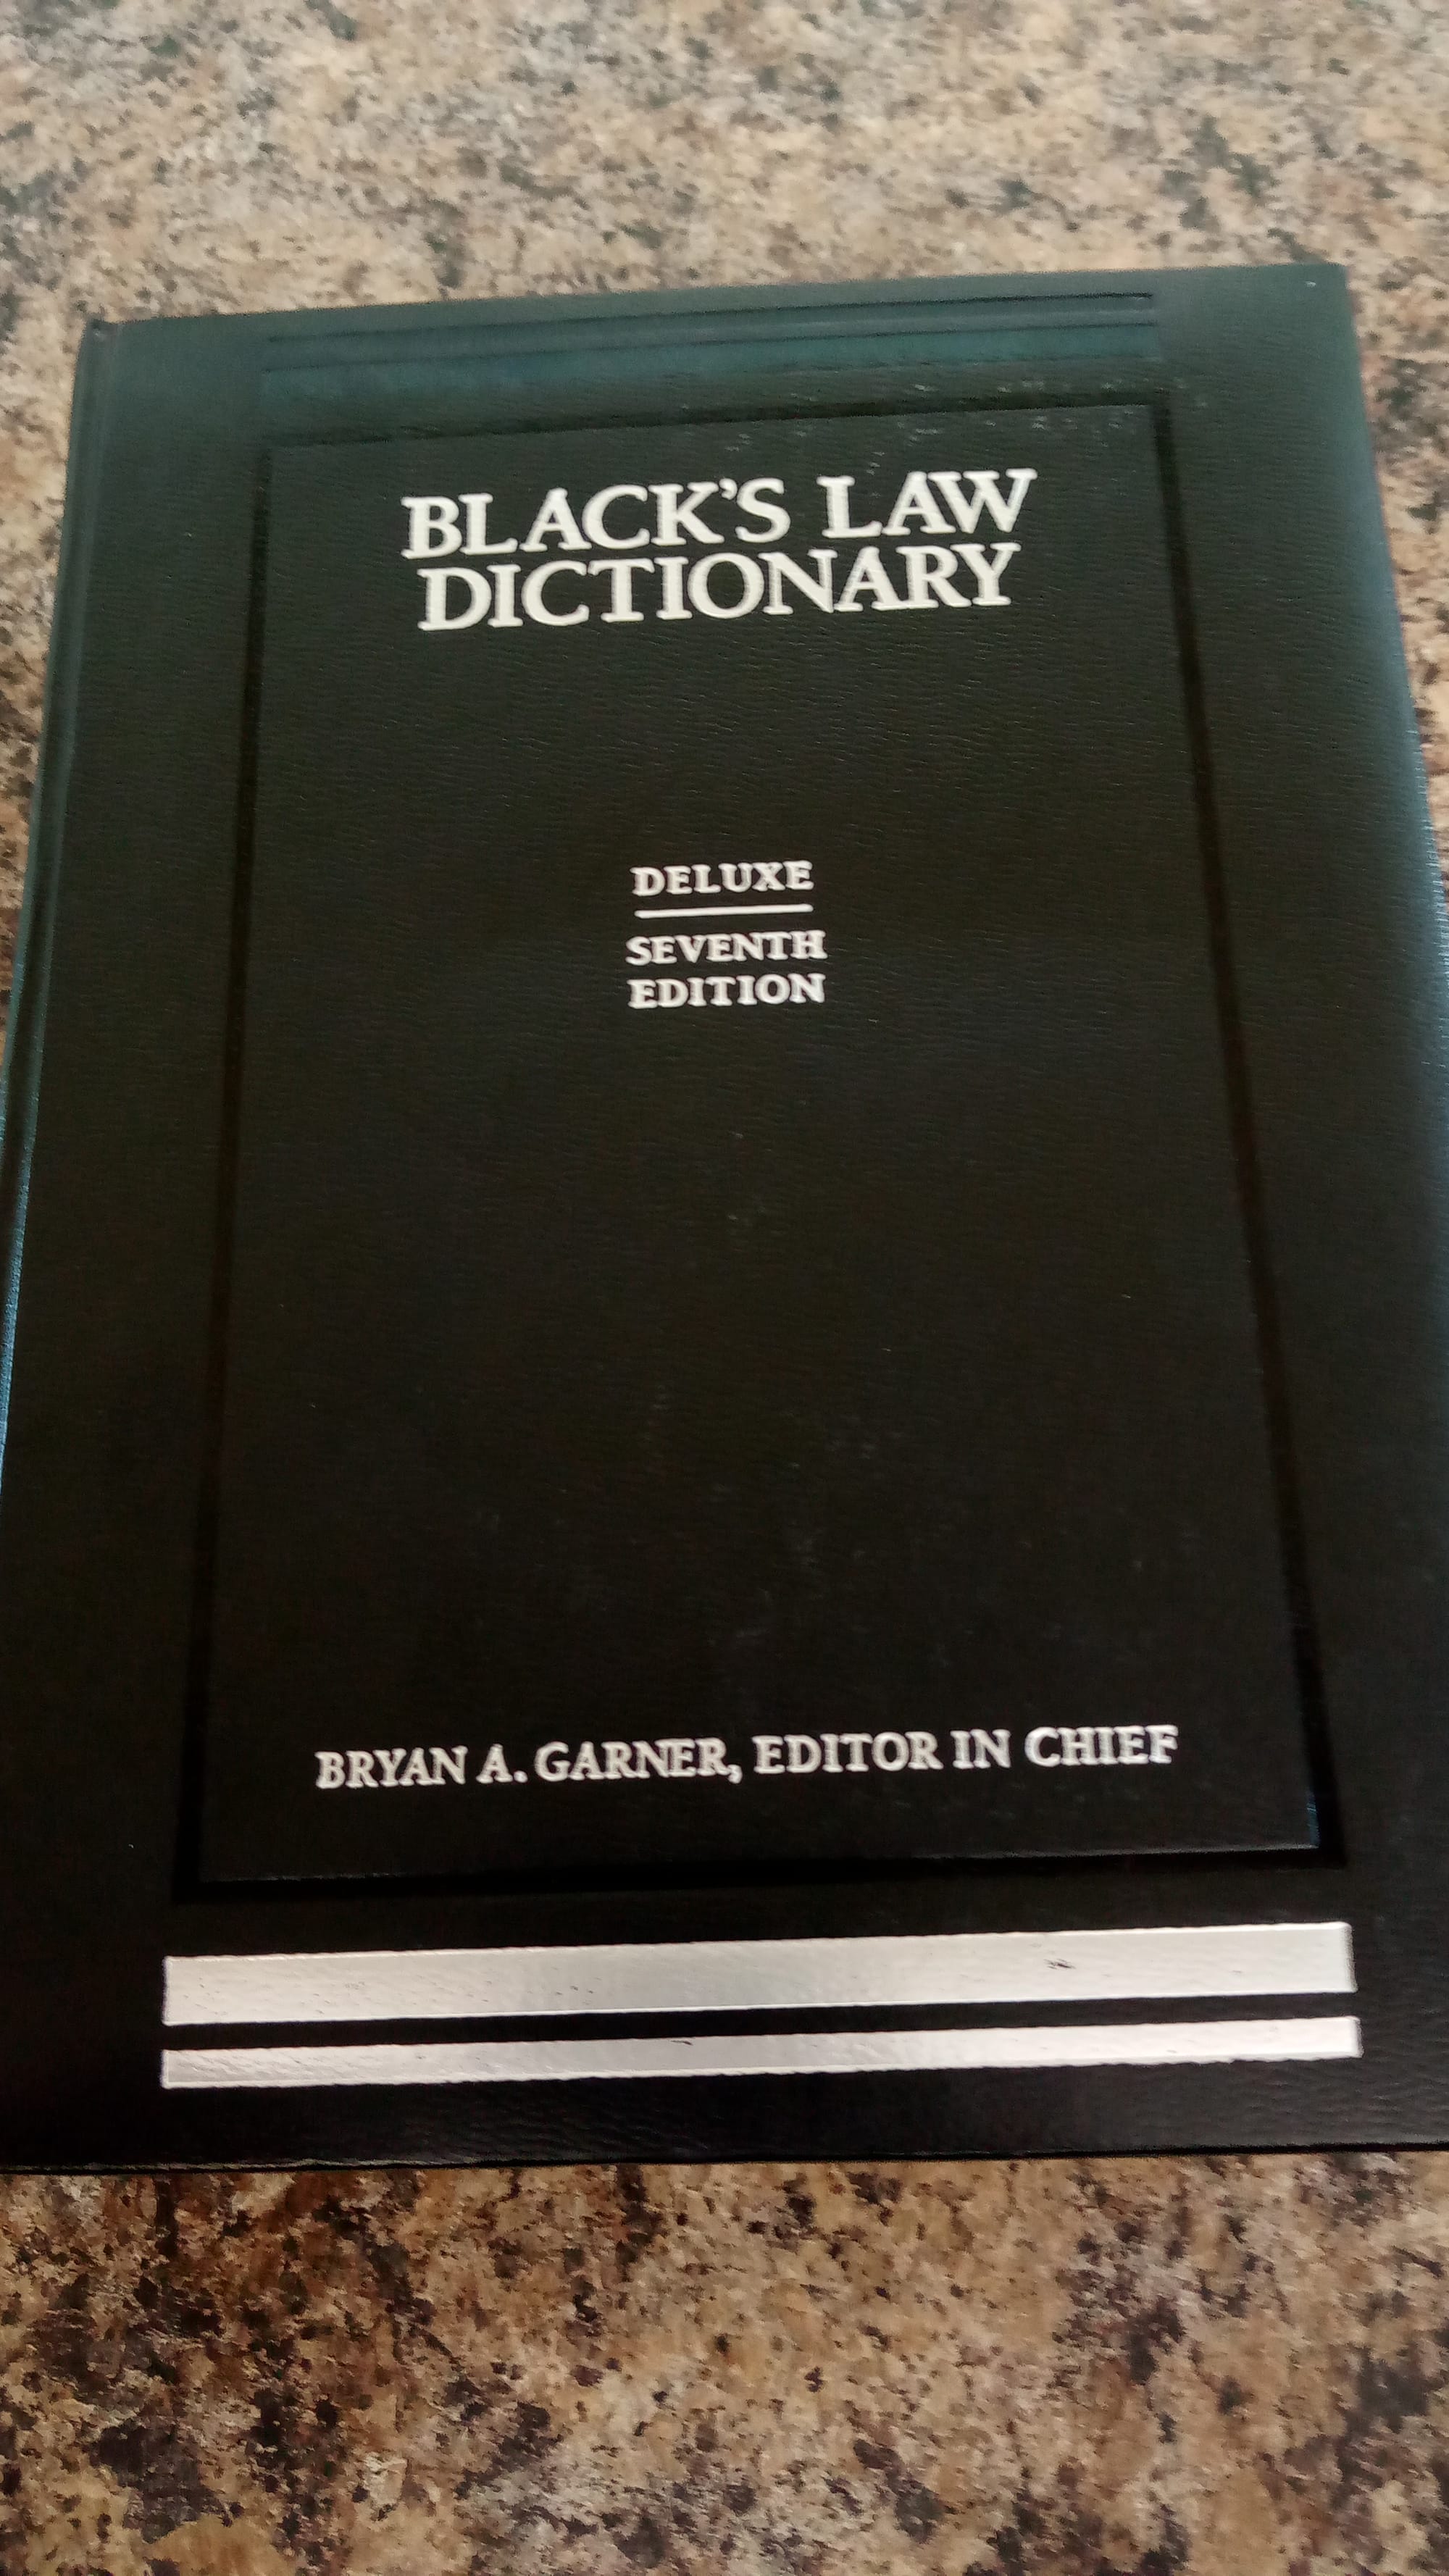 BLACK'S LAW
DICTIONARY
DELUXE
SEVENTH
EDITION
BRYAN A. GARNER, EDITOR IN CHIEF